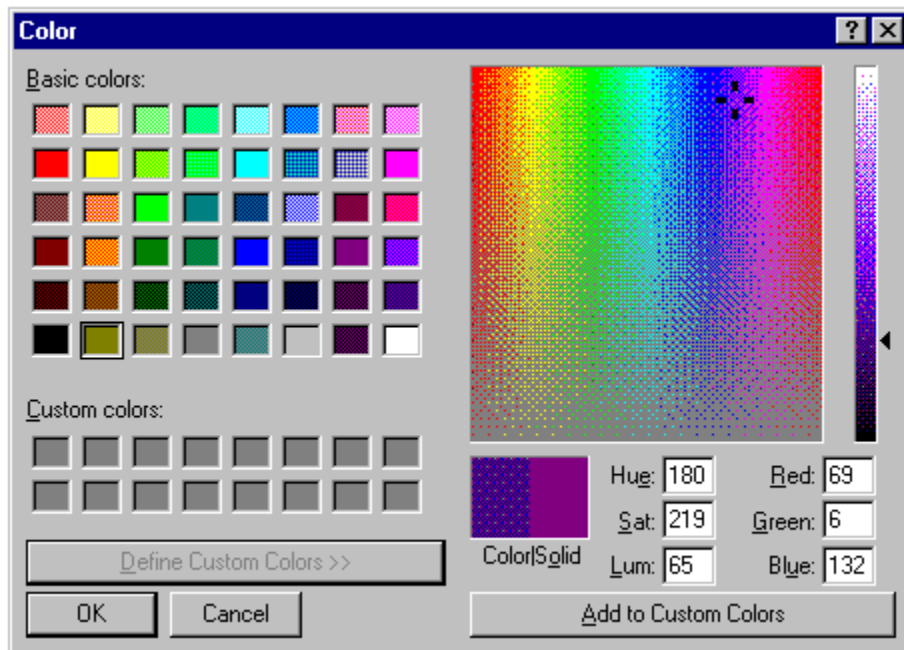 Color
Basic colors:
Custom colors:
Define Custom Colors >>
OK Cancel
Color|Solid
Hue: 180 Red: 69
Sat: 219 Green: 6
Lum: 65 Blue: 132
Add to Custom Colors